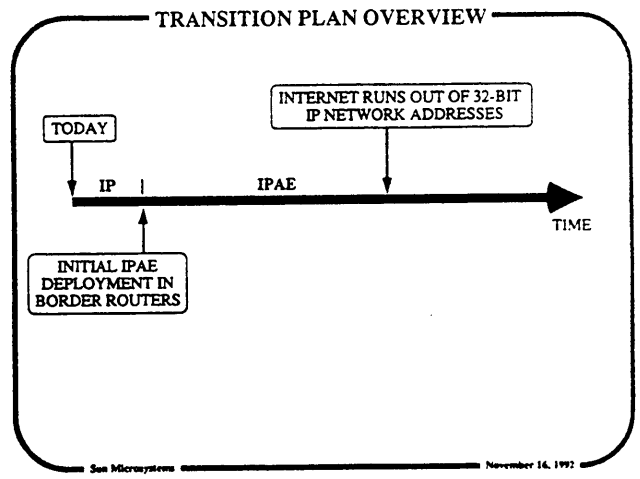 TRANSITION PLAN OVERVIEW
INTERNET RUNS OUT OF 32-BIT
IP NETWORK ADDRESSES
TODAY
IP
IPAE
TIME
INITIAL IPAE
DEPLOYMENT IN
BORDER ROUTERS
Sun Microsystems
November 16, 1992